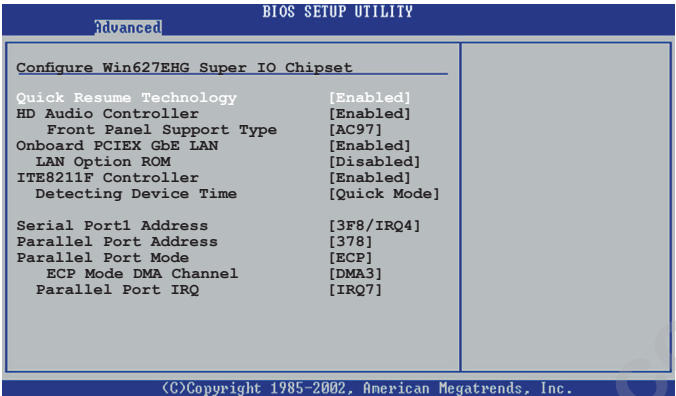 BIOS SETUP UTILITY
Advanced
Configure Win627EHG Super IO Chipset
Quick Resume Technology [Enabled]
HD Audio Controller [Enabled]
Front Panel Support Type [AC97]
Onboard PCIEX GbE LAN [Enabled]
LAN Option ROM [Disabled]
ITE8211F Controller [Enabled]
Detecting Device Time [Quick Mode]
Serial Port1 Address [3F8/IRQ4]
Parallel Port Address [378]
Parallel Port Mode [ECP]
ECP Mode DMA Channel [DMA3]
Parallel Port IRQ [IRQ7]
(C)Copyright 1985-2002, American Megatrends, Inc.